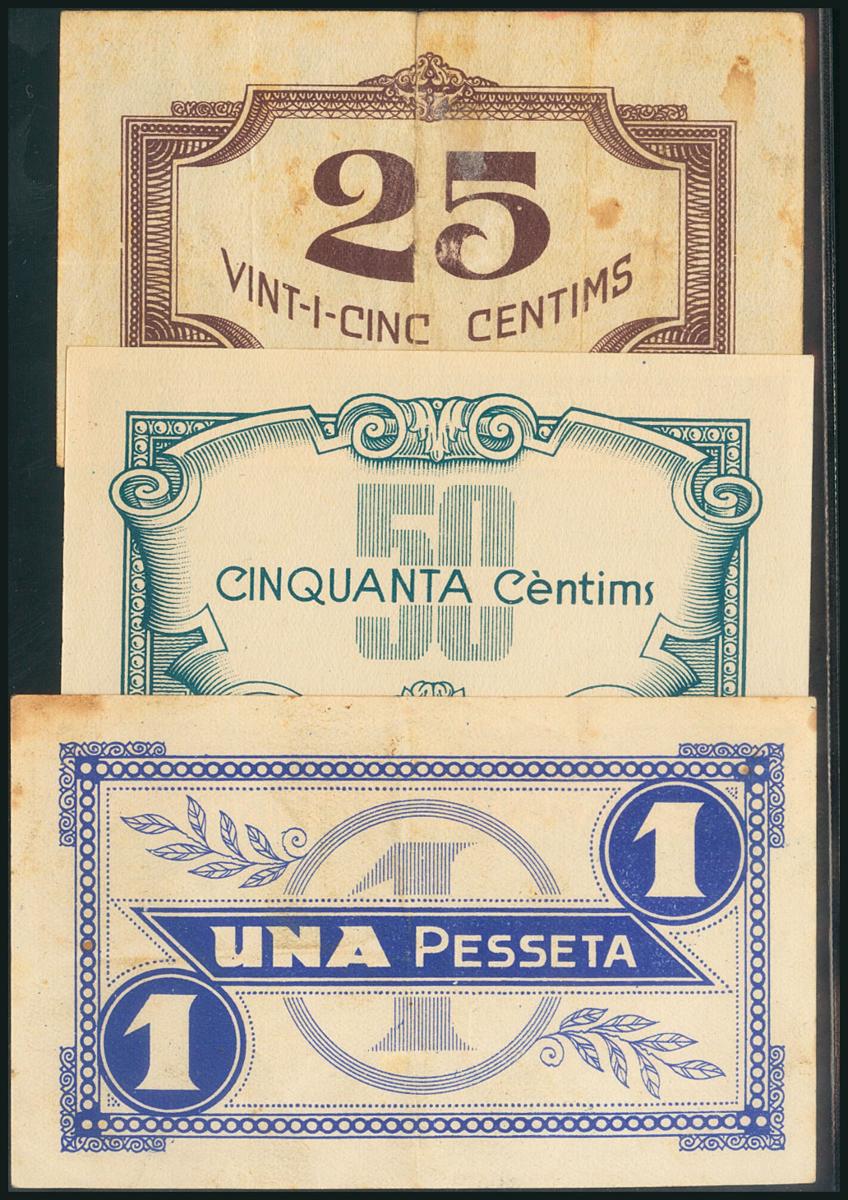 25
VINT-I-CINC CENTIMS
50
CINQUANTA Cèntims
1
1
UNA PESSETA
1